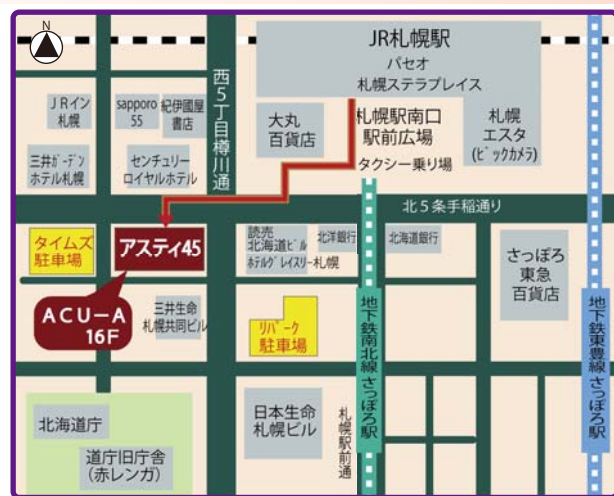 N
JR札幌駅
パセオ
札幌ステラプレイス
JRイン
札幌
sapporo
55
紀伊國屋
書店
西5丁目樽川通
大丸
百貨店
札幌駅南口
駅前広場
タクシー乗り場
札幌
エスタ
(ビックカメラ)
三井ガーデン
ホテル札幌
センチュリー
ロイヤルホテル
北5条手稲通り
タイムズ
駐車場
アスティ45
読売
北海道ビル
ホテルグレイスリー札幌
北洋銀行
北海道銀行
さっぽろ
東急
百貨店
ACU-A
16F
三井生命
札幌共同ビル
リパーク
駐車場
地下鉄南北線さっぽろ駅
地下鉄東豊線さっぽろ駅
北海道庁
道庁旧庁舎
(赤レンガ)
日本生命
札幌ビル
札幌駅前通